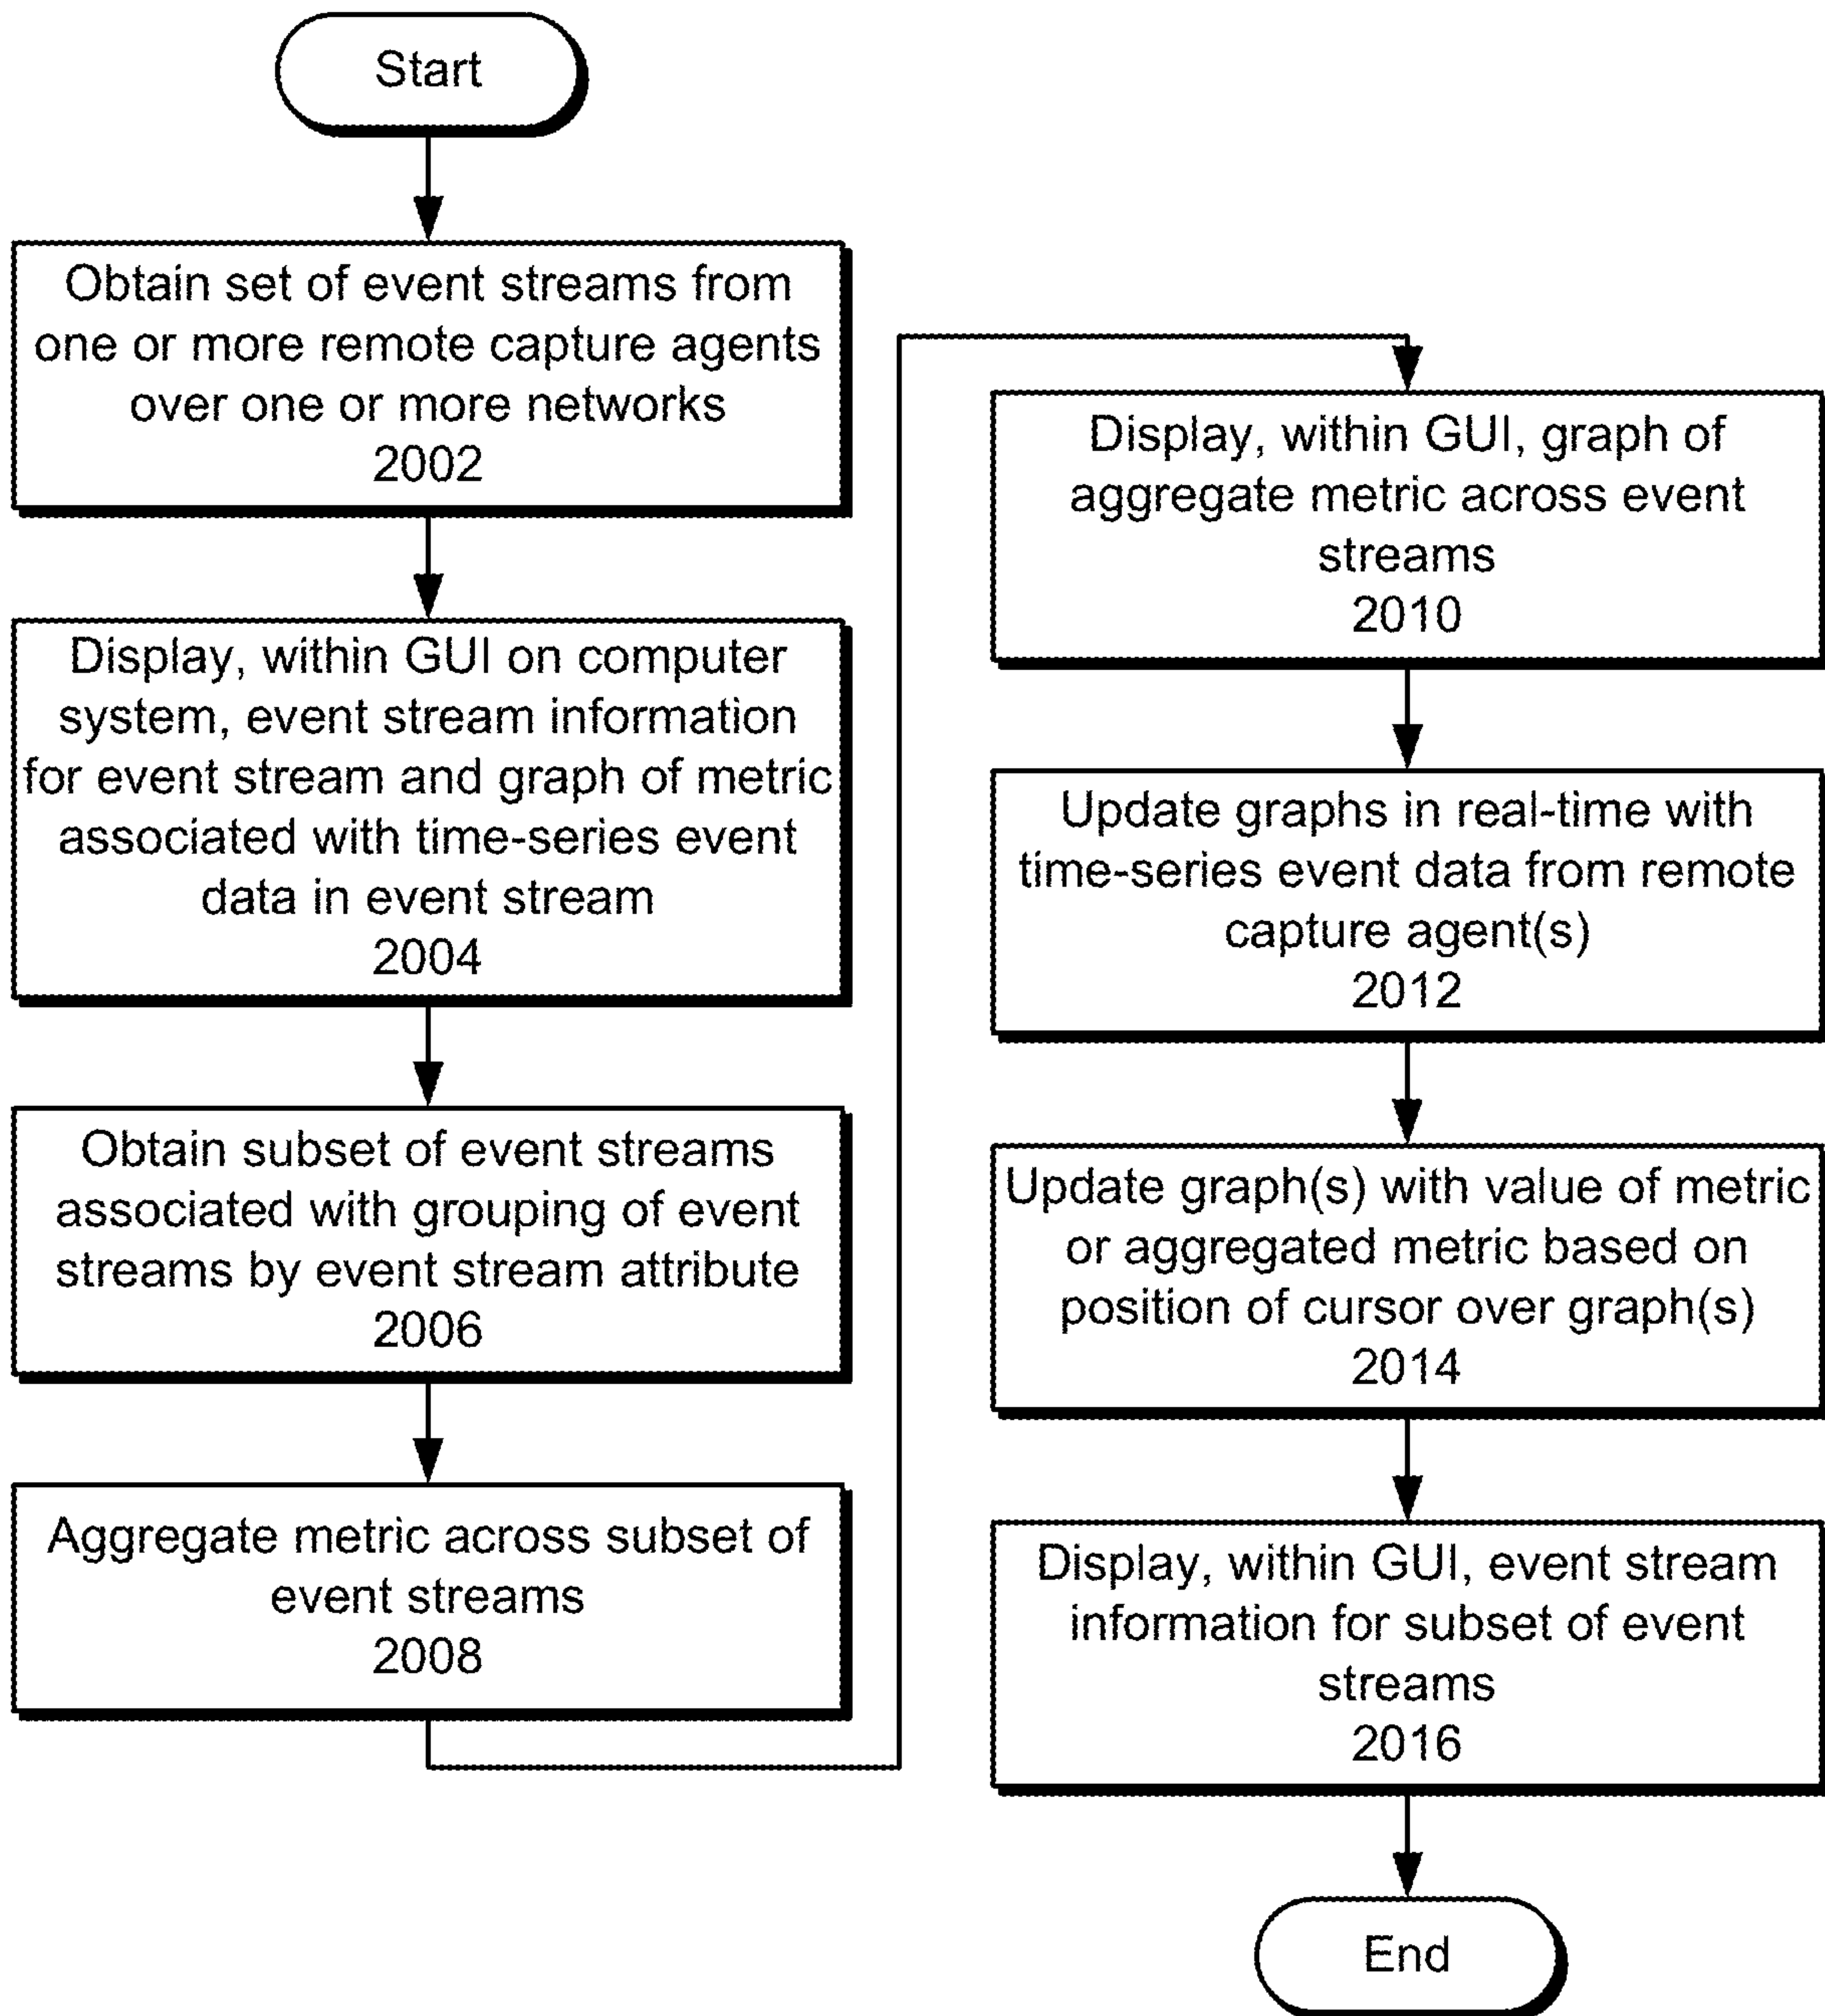 Start
Obtain set of event streams from
one or more remote capture agents
over one or more networks
2002
Display, within GUI on computer
system, event stream information
for event stream and graph of metric
associated with time-series event
data in event stream
2004
Obtain subset of event streams
associated with grouping of event
streams by event stream attribute
2006
Aggregate metric across subset of
event streams
2008
Display, within GUI, graph of
aggregate metric across event
streams
2010
Update graphs in real-time with
time-series event data from remote
capture agent(s)
2012
Update graph(s) with value of metric
or aggregated metric based on
position of cursor over graph(s)
2014
Display, within GUI, event stream
information for subset of event
streams
2016
End